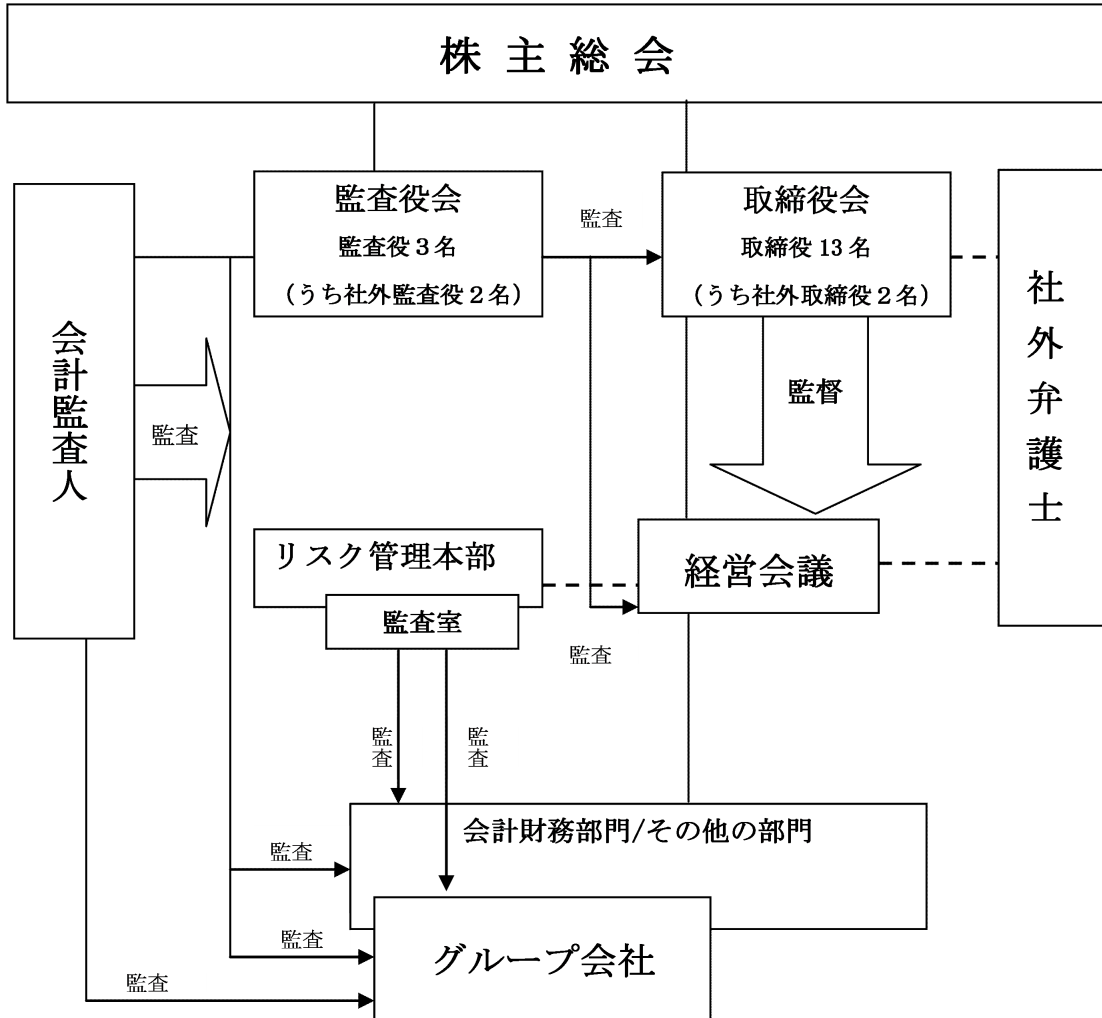 株主総会
監査役会
監査役３名
（うち社外監査役２名）
監査
取締役会
取締役 13 名
（うち社外取締役２名）
社外弁護士
会計監査人
監査
監督
リスク管理本部
監査室
経営会議
監査
監査
監査
会計財務部門/その他の部門
監査
監査
グループ会社
監査